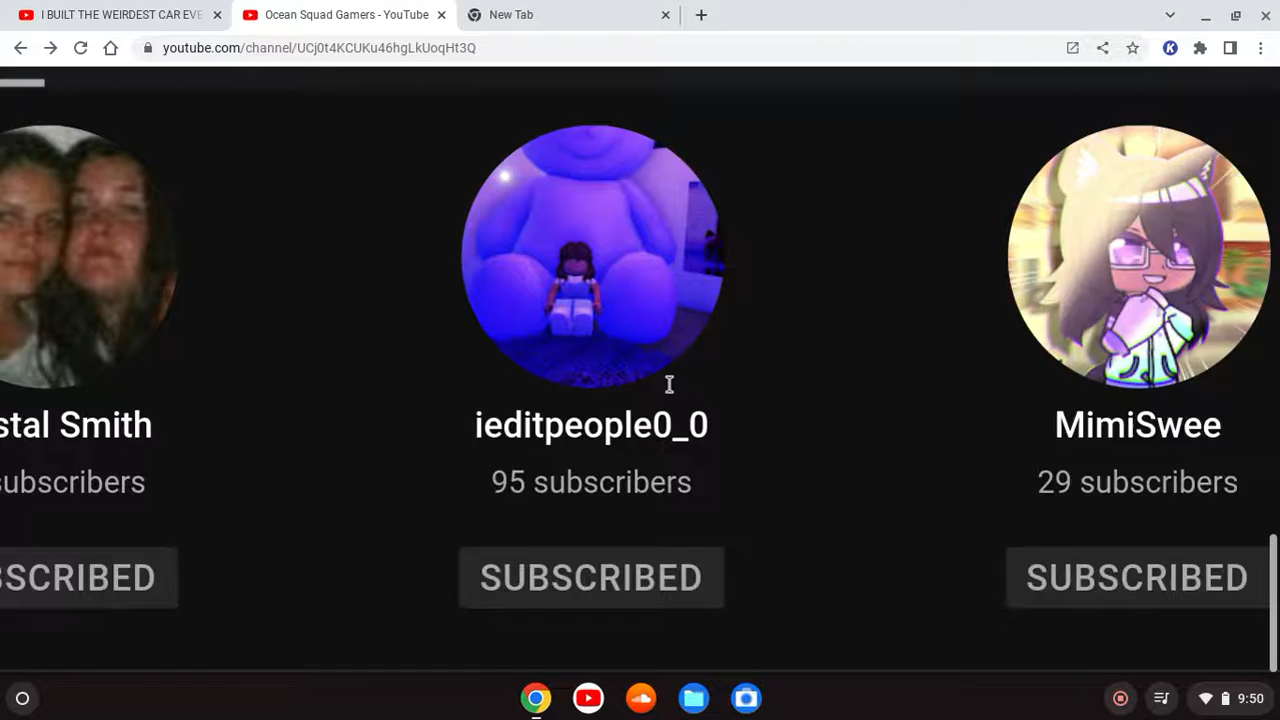 I BUILT THE WEIRDEST CAR EVE
Ocean Squad Gamers - YouTube
New Tab
youtube.com/channel/UCj0t4KCUKu46hgLkUoqHt3Q
K
stal Smith
ieditpeople0_0
MimiSwee
subscribers
95 subscribers
29 subscribers
BSCRIBED
SUBSCRIBED
SUBSCRIBED
9:50